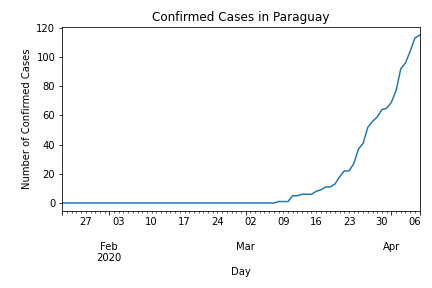 Confirmed Cases in Paraguay
Number of Confirmed Cases
120
100
80
60
40
20
0
27 03 10 17 24 02 09 16 23 30 06
Feb Mar Apr
2020
Day